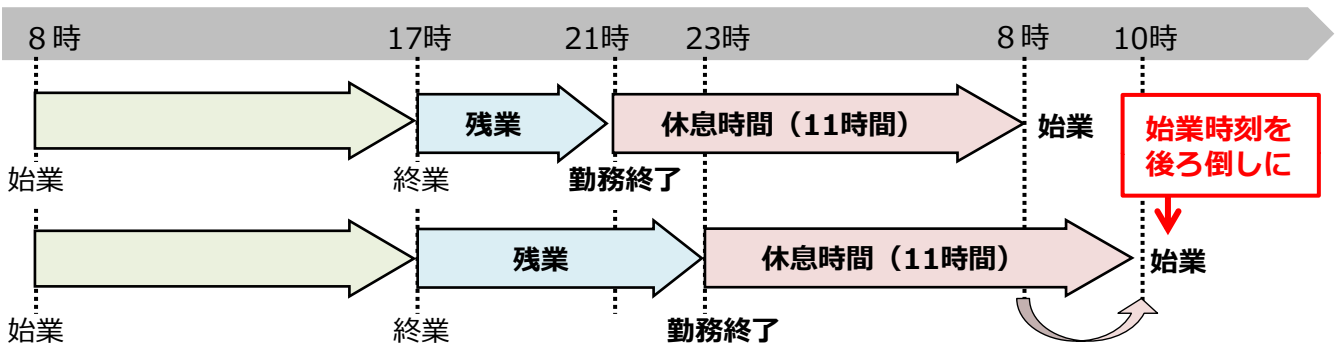 8時 17時 21時 23時 8時 10時
残業 休息時間（11時間） 始業
始業時刻を
後ろ倒しに
始業 終業 勤務終了
残業 休息時間（11時間） 始業
始業 終業 勤務終了